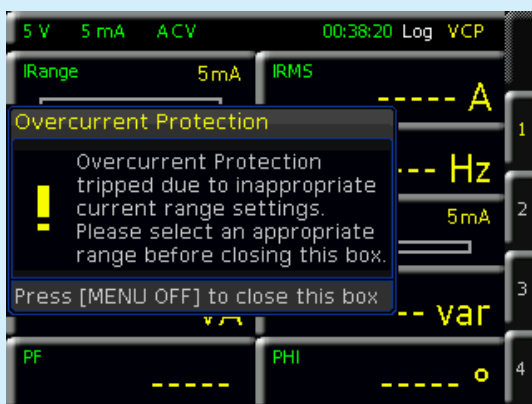 5 V 5 mA ACV 00:38:20 Log VCP
IRange 5mA
IRMS
----- A
Overcurrent Protection
! Overcurrent Protection
tripped due to inappropriate
current range settings.
Please select an appropriate
range before closing this box.
Press [MENU OFF] to close this box
Hz
5mA
VA
-- var
PF
-----
PHI
----- °
1
2
3
4